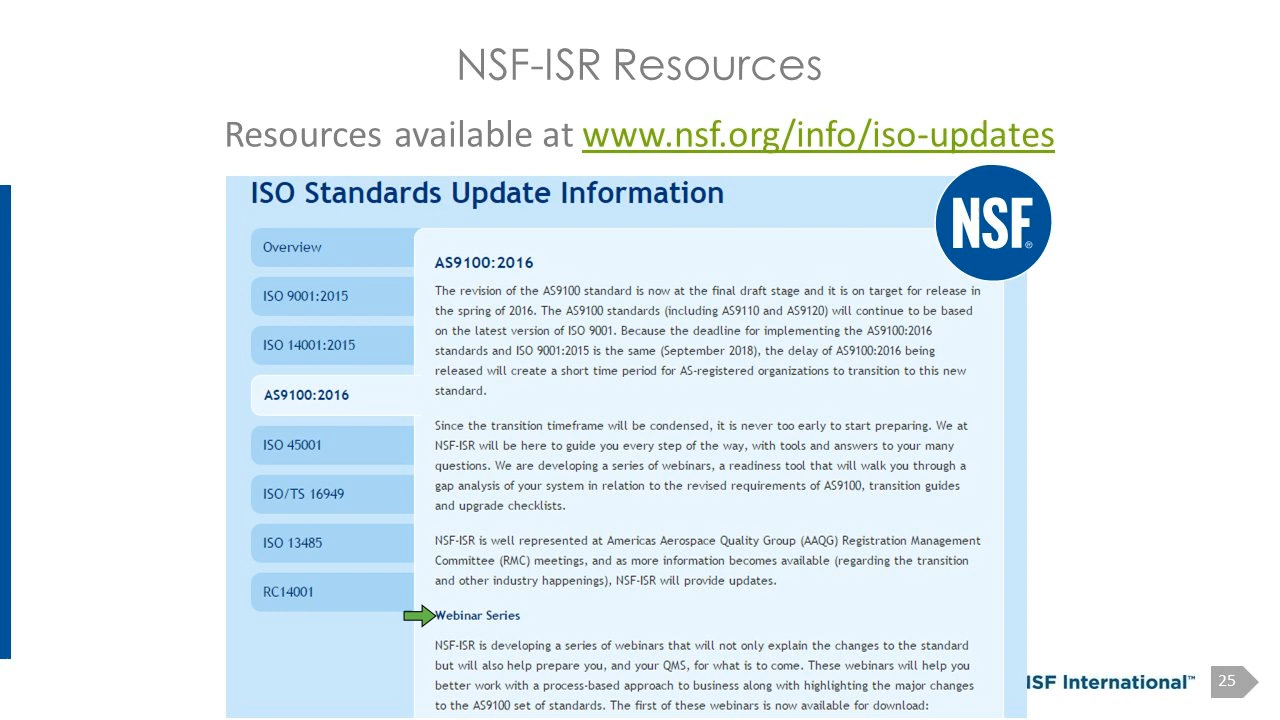 NSF-ISR Resources
Resources available at www.nsf.org/info/iso-updates
ISO Standards Update Information
NSF®
Overview
ISO 9001:2015
ISO 14001:2015
AS9100:2016
ISO 45001
ISO/TS 16949
ISO 13485
RC14001
AS9100:2016
The revision of the AS9100 standard is now at the final draft stage and it is on target for release in
the spring of 2016. The AS9100 standards (including AS9110 and AS9120) will continue to be based
on the latest version of ISO 9001. Because the deadline for implementing the AS9100:2016
standards and ISO 9001:2015 is the same (September 2018), the delay of AS9100:2016 being
released will create a short time period for AS-registered organizations to transition to this new
standard.
Since the transition timeframe will be condensed, it is never too early to start preparing. We at
NSF-ISR will be here to guide you every step of the way, with tools and answers to your many
questions. We are developing a series of webinars, a readiness tool that will walk you through a
gap analysis of your system in relation to the revised requirements of AS9100, transition guides
and upgrade checklists.
NSF-ISR is well represented at Americas Aerospace Quality Group (AAQG) Registration Management
Committee (RMC) meetings, and as more information becomes available (regarding the transition
and other industry happenings), NSF-ISR will provide updates.
Webinar Series
NSF-ISR is developing a series of webinars that will not only explain the changes to the standard
but will also help prepare you, and your QMS, for what is to come. These webinars will help you
better work with a process-based approach to business along with highlighting the major changes
to the AS9100 set of standards. The first of these webinars is now available for download:
NSF International™
25